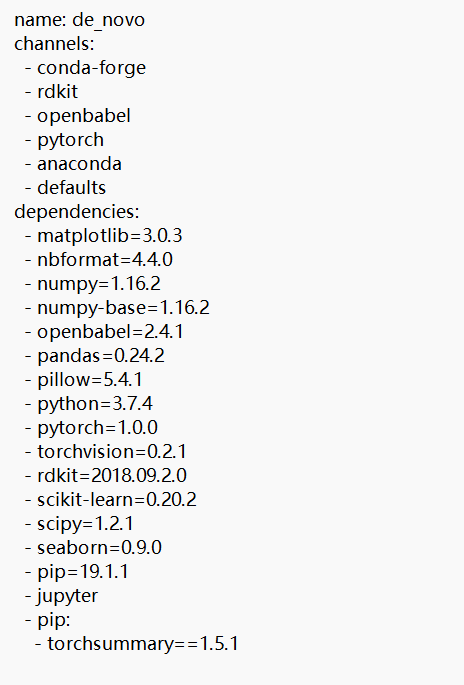 name: de_novo
channels:
  - conda-forge
  - rdkit
  - openbabel
  - pytorch
  - anaconda
  - defaults
dependencies:
  - matplotlib=3.0.3
  - nbformat=4.4.0
  - numpy=1.16.2
  - numpy-base=1.16.2
  - openbabel=2.4.1
  - pandas=0.24.2
  - pillow=5.4.1
  - python=3.7.4
  - pytorch=1.0.0
  - torchvision=0.2.1
  - rdkit=2018.09.2.0
  - scikit-learn=0.20.2
  - scipy=1.2.1
  - seaborn=0.9.0
  - pip=19.1.1
  - jupyter
  - pip:
    - torchsummary==1.5.1